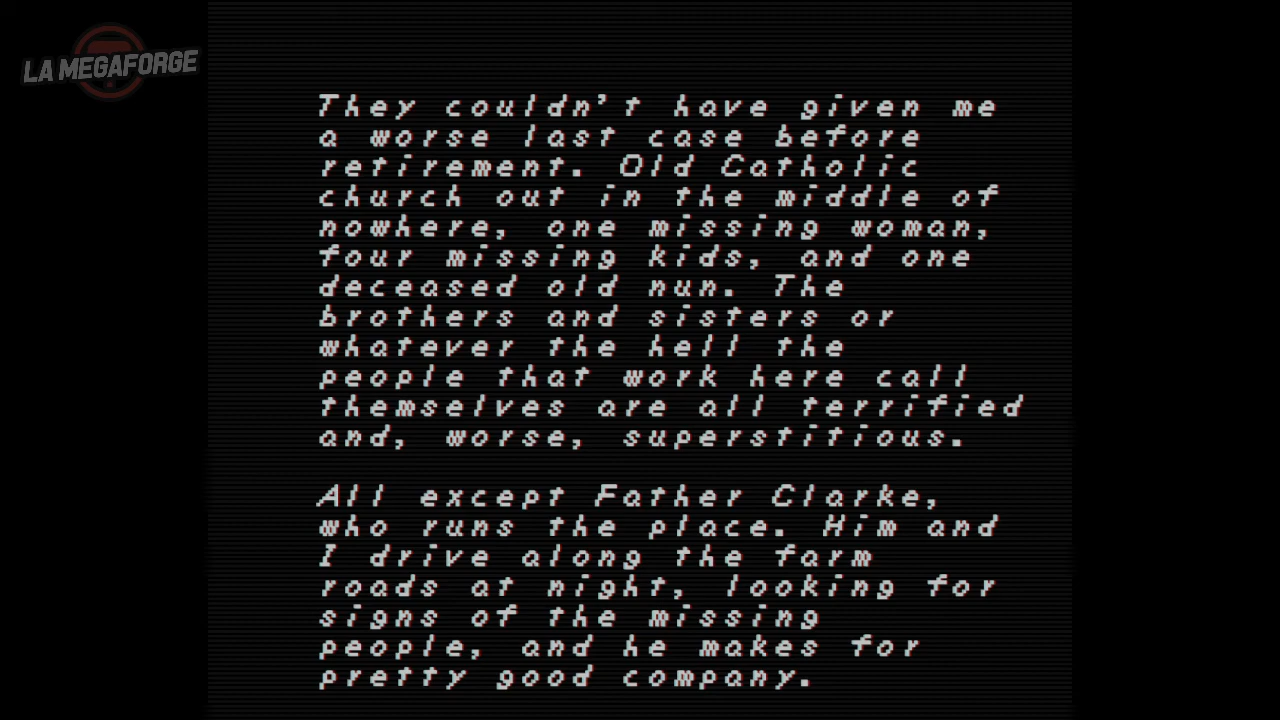 LA MEGAFORGE
They couldn't have given me
a worse last case before
retirement. Old Catholic
church out in the middle of
nowhere, one missing woman,
four missing kids, and one
deceased old nun. The
brothers and sisters or
whatever the hell the
people that work here call
themselves are all terrified
and, worse, superstitious.
All except Father Clarke,
who runs the place. Him and
I drive along the farm
roads at night, looking for
signs of the missing
people, and he makes for
pretty good company.